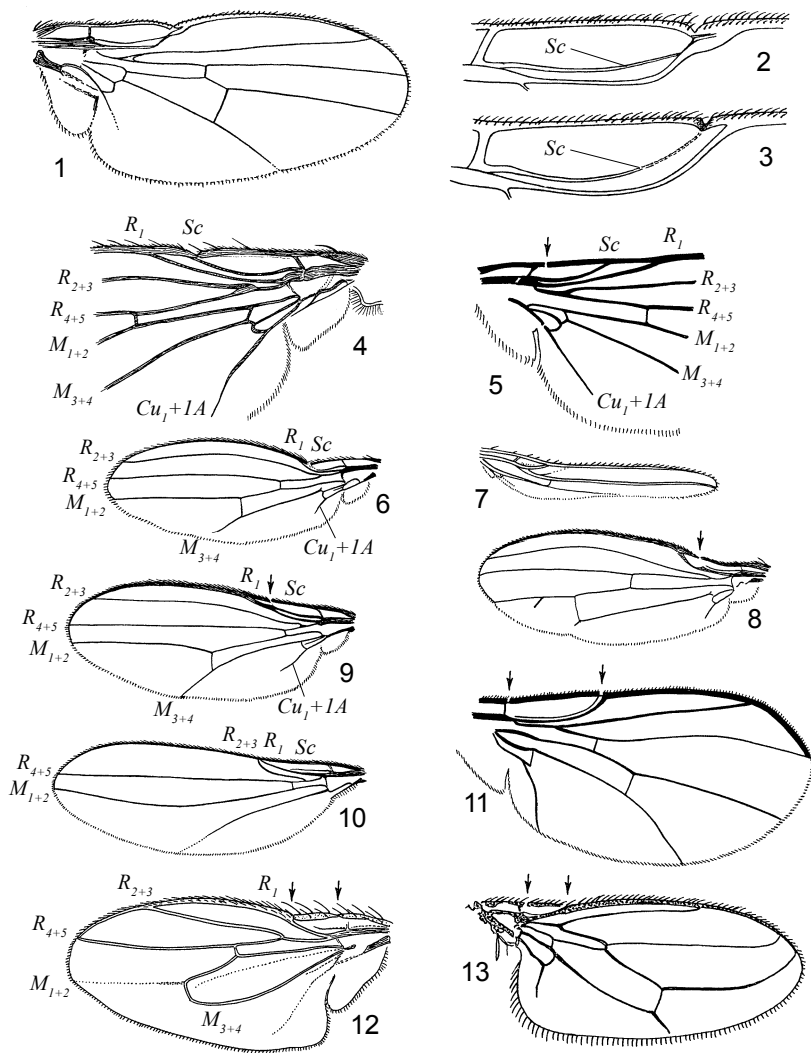 1
Sc
2
Sc
3
R1 Sc
R2+3
R4+5
M1+2
M3+4
Cu1+1A
4
Sc R1
R2+3
R4+5
M1+2
M3+4
Cu1+1A
5
R2+3
R1 Sc
R4+5
M1+2
M3+4
Cu1+1A
6
7
8
R2+3
R1 Sc
R4+5
M1+2
M3+4
Cu1+1A
9
R2+3 R1 Sc
R4+5
M1+2
10
11
R2+3
R1
R4+5
M1+2
M3+4
12
13